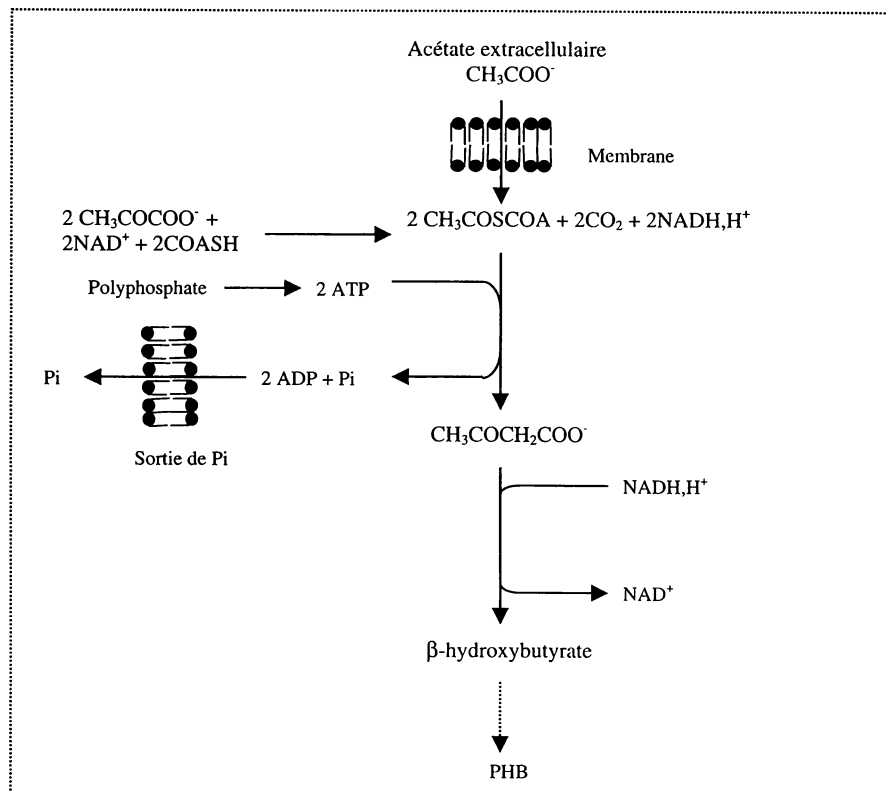 Acétate extracellulaire
CH₃COO⁻
Membrane
2 CH₃COCOO⁻ +
2NAD⁺ + 2COASH
2 CH₃COSCOA + 2CO₂ + 2NADH,H⁺
Polyphosphate
2 ATP
Pi
2 ADP + Pi
Sortie de Pi
CH₃COCH₂COO⁻
NADH,H⁺
NAD⁺
β-hydroxybutyrate
PHB